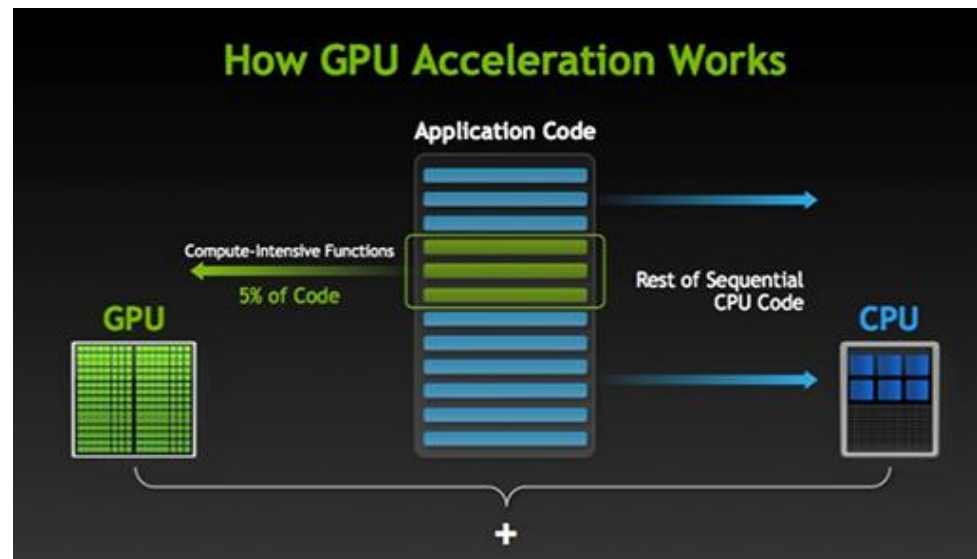 How GPU Acceleration Works
Application Code
Compute-Intensive Functions
5% of Code
Rest of Sequential
CPU Code
GPU
CPU
+